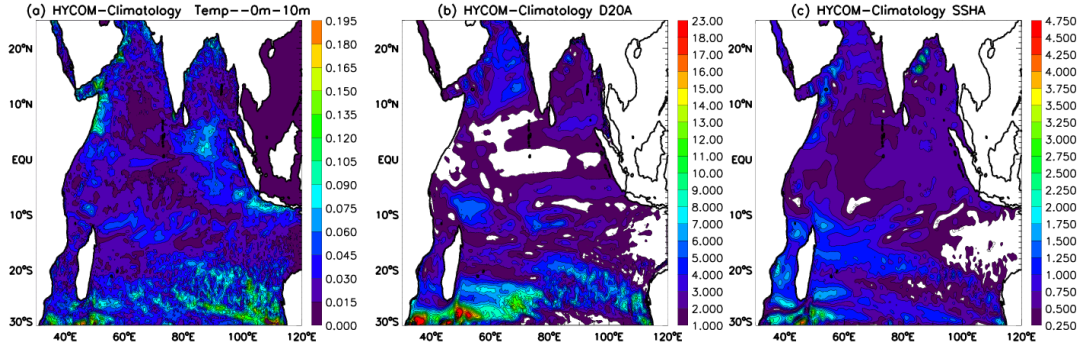 (a) HYCOM-Climatology Temp--0m-10m
20°N
10°N
EQU
10°S
20°S
30°S
40°E 60°E 80°E 100°E 120°E
0.195
0.180
0.165
0.150
0.135
0.120
0.105
0.090
0.075
0.060
0.045
0.030
0.015
0.000
(b) HYCOM-Climatology D20A
20°N
10°N
EQU
10°S
20°S
30°S
40°E 60°E 80°E 100°E 120°E
23.00
21.00
19.00
17.00
16.00
15.00
14.00
13.00
12.00
11.00
10.00
9.000
8.000
7.000
6.000
5.000
4.000
3.000
2.000
1.000
(c) HYCOM-Climatology SSHA
20°N
10°N
EQU
10°S
20°S
30°S
40°E 60°E 80°E 100°E 120°E
4.750
4.500
4.250
4.000
3.750
3.500
3.250
3.000
2.750
2.500
2.250
2.000
1.750
1.500
1.250
1.000
0.750
0.500
0.250